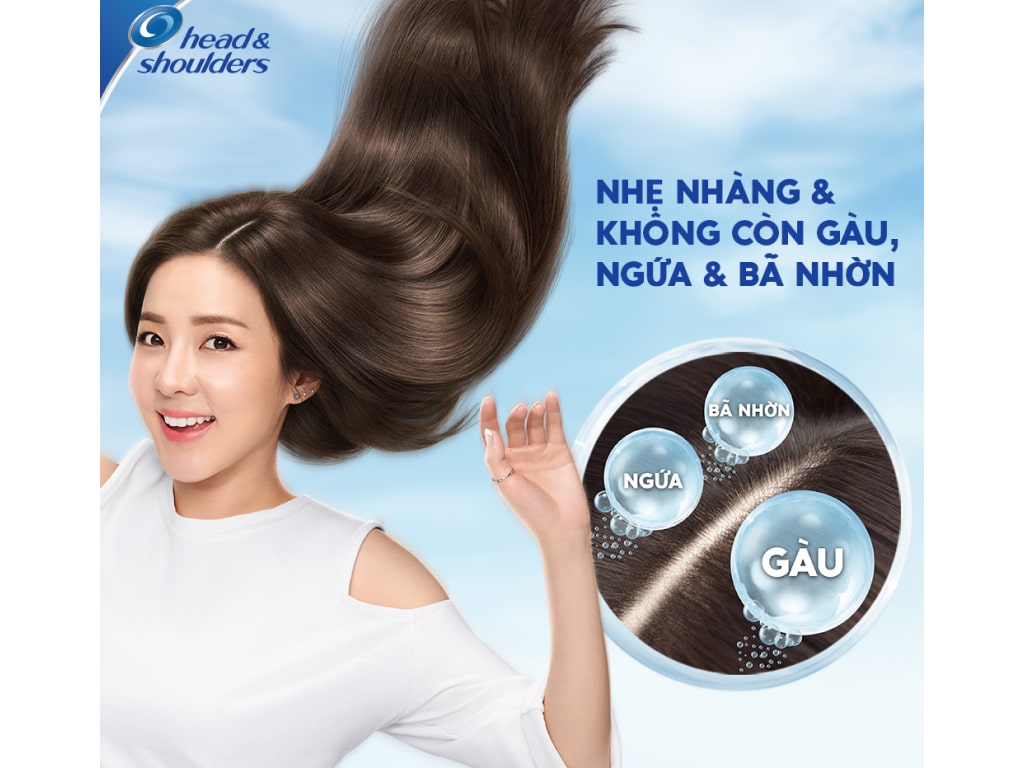 head &
shoulders
NHẸ NHÀNG &
KHÔNG CÒN GÀU,
NGỨA & BÃ NHỜN
BÃ NHỜN
NGỨA
GÀU